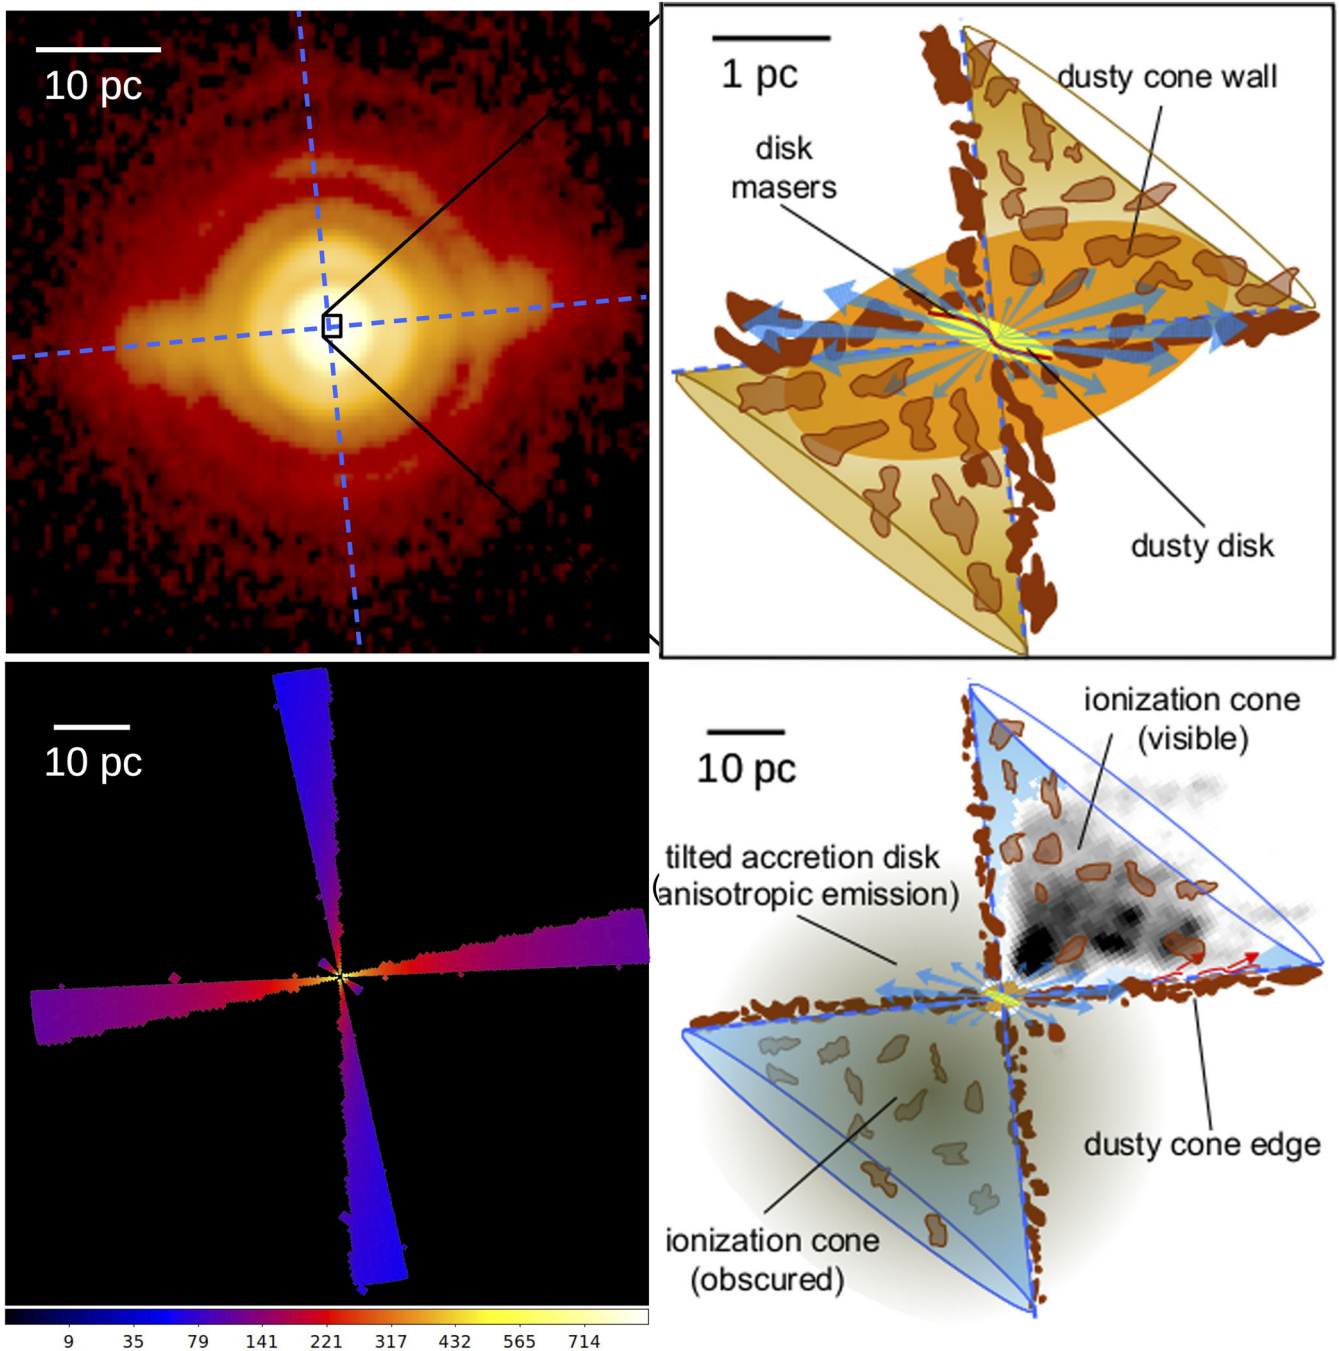 10 pc
1 pc
dusty cone wall
disk
masers
dusty disk
10 pc
10 pc
ionization cone
(visible)
tilted accretion disk
(anisotropic emission)
dusty cone edge
ionization cone
(obscured)
9 35 79 141 221 317 432 565 714